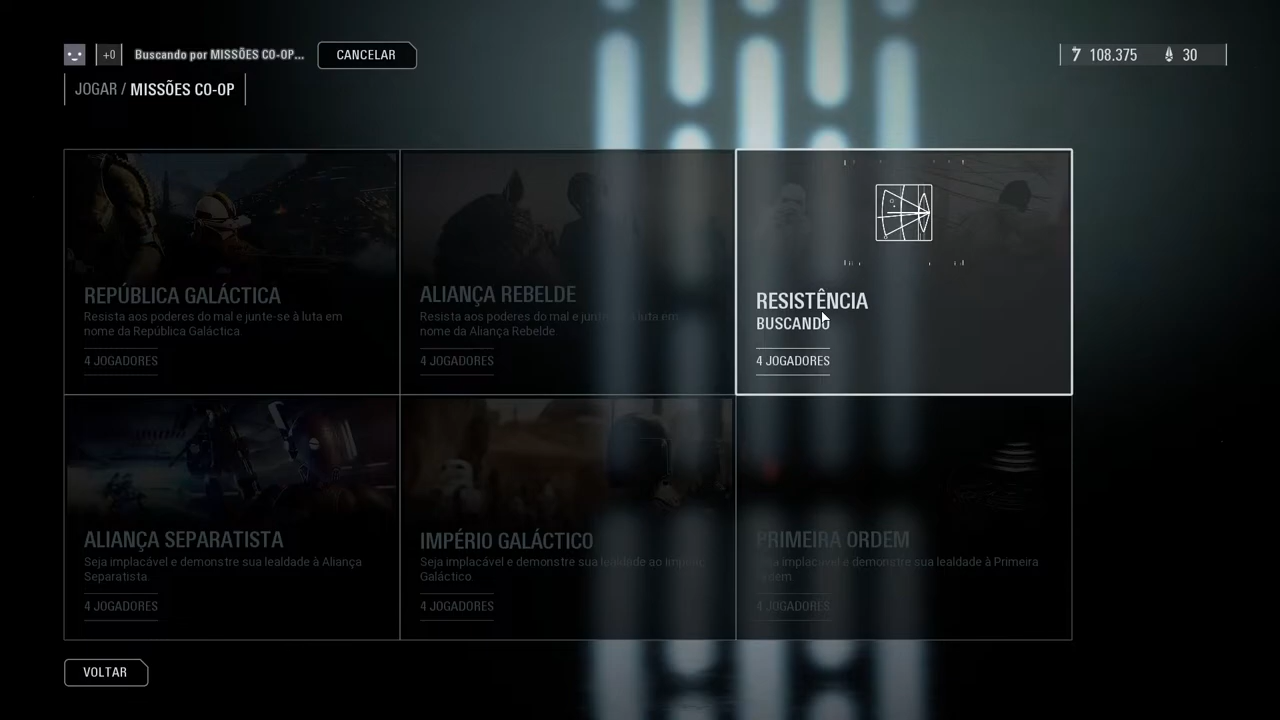 +0 Buscando por MISSÕES CO-OP... CANCELAR 108.375 30
JOGAR / MISSÕES CO-OP
REPÚBLICA GALÁCTICA
Resista aos poderes do mal e junte-se à luta em
nome da República Galáctica.
4 JOGADORES
ALIANÇA REBELDE
Resista aos poderes do mal e junte-se à luta em
nome da Aliança Rebelde.
4 JOGADORES
RESISTÊNCIA
BUSCANDO
4 JOGADORES
ALIANÇA SEPARATISTA
Seja implacável e demonstre sua lealdade à Aliança
Separatista.
4 JOGADORES
IMPÉRIO GALÁCTICO
Seja implacável e demonstre sua lealdade ao Império
Galáctico.
4 JOGADORES
PRIMEIRA ORDEM
Seja implacável e demonstre sua lealdade à Primeira
Ordem.
4 JOGADORES
VOLTAR